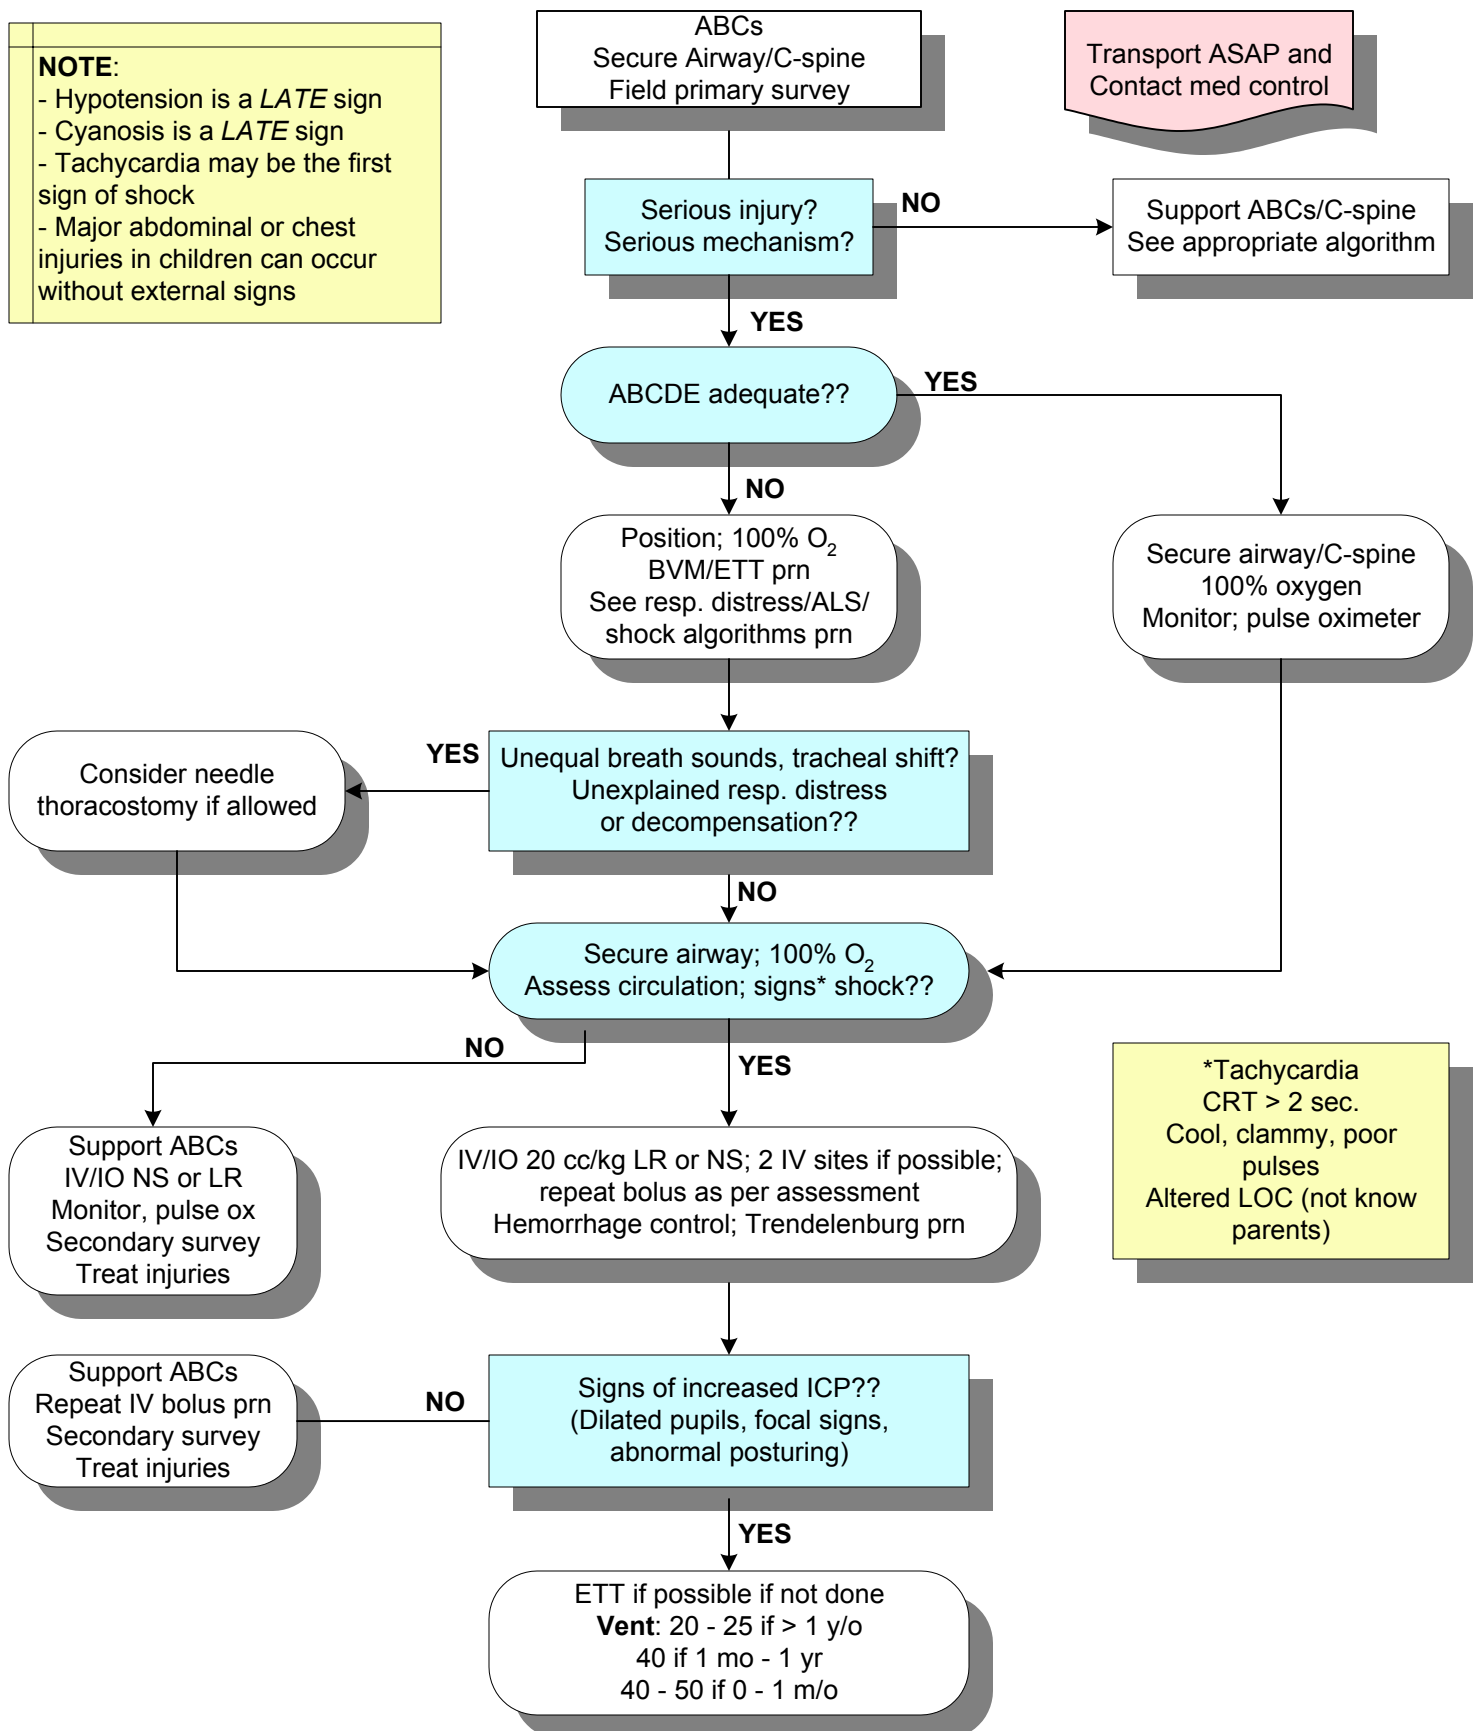 NOTE:
- Hypotension is a LATE sign
- Cyanosis is a LATE sign
- Tachycardia may be the first
sign of shock
- Major abdominal or chest
injuries in children can occur
without external signs
ABCs
Secure Airway/C-spine
Field primary survey
Transport ASAP and
Contact med control
Serious injury?
Serious mechanism?
NO
Support ABCs/C-spine
See appropriate algorithm
YES
ABCDE adequate??
YES
NO
Position; 100% O2
BVM/ETT prn
See resp. distress/ALS/
shock algorithms prn
Secure airway/C-spine
100% oxygen
Monitor; pulse oximeter
Unequal breath sounds, tracheal shift?
Unexplained resp. distress
or decompensation??
YES
Consider needle
thoracostomy if allowed
NO
Secure airway; 100% O2
Assess circulation; signs* shock??
NO
YES
Support ABCs
IV/IO NS or LR
Monitor, pulse ox
Secondary survey
Treat injuries
IV/IO 20 cc/kg LR or NS; 2 IV sites if possible;
repeat bolus as per assessment
Hemorrhage control; Trendelenburg prn
*Tachycardia
CRT > 2 sec.
Cool, clammy, poor
pulses
Altered LOC (not know
parents)
Signs of increased ICP??
(Dilated pupils, focal signs,
abnormal posturing)
NO
Support ABCs
Repeat IV bolus prn
Secondary survey
Treat injuries
YES
ETT if possible if not done
Vent: 20 - 25 if > 1 y/o
40 if 1 mo - 1 yr
40 - 50 if 0 - 1 m/o